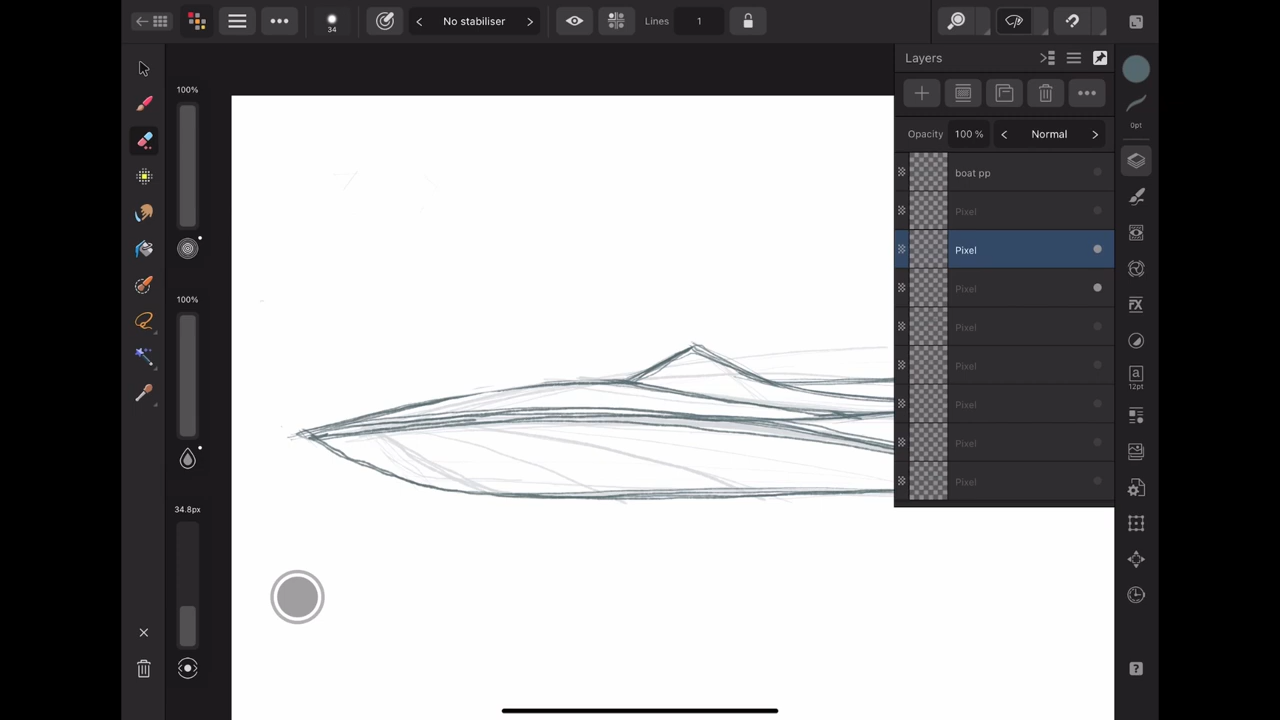 34
No stabiliser
Lines 1
Layers
100%
0pt
Opacity 100 % Normal
boat pp
Pixel
Pixel
Pixel
100%
Pixel
Pixel
a
12pt
Pixel
Pixel
Pixel
34.8px
?